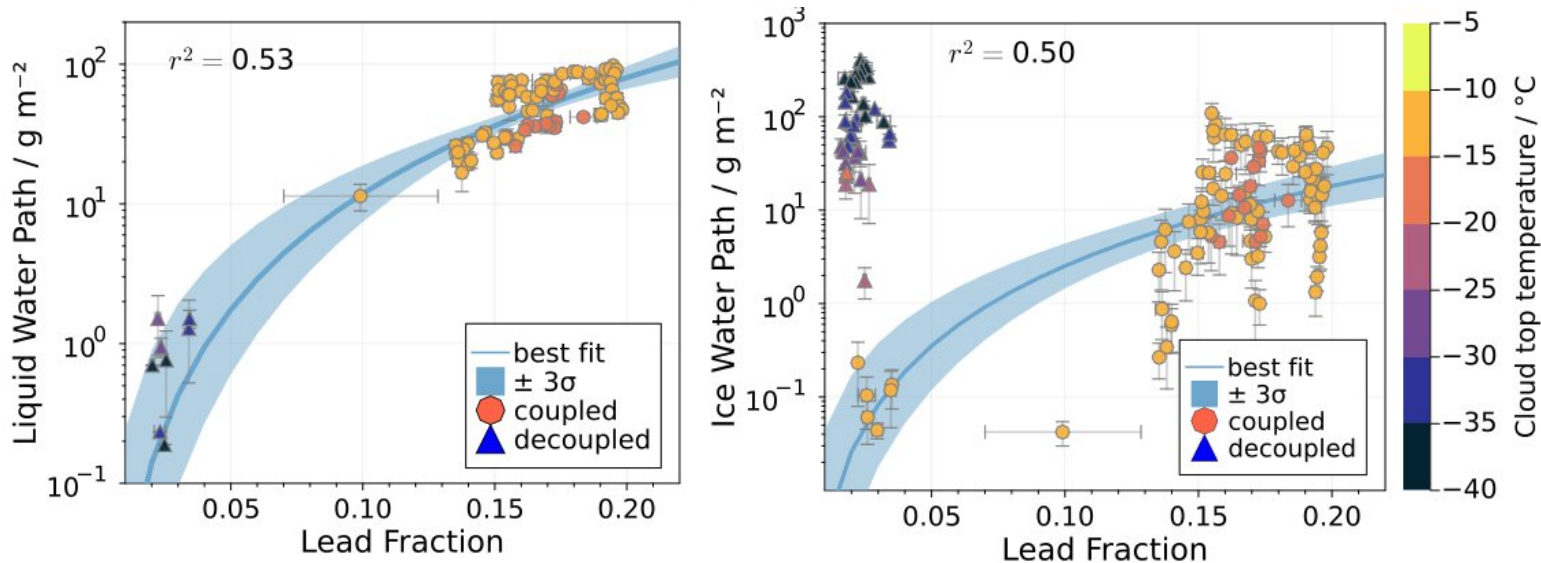 r² = 0.53
Liquid Water Path / g m⁻²
10²
10¹
10⁰
10⁻¹
best fit
± 3σ
coupled
decoupled
0.05 0.10 0.15 0.20
Lead Fraction
r² = 0.50
Ice Water Path / g m⁻²
10³
10²
10¹
10⁰
10⁻¹
best fit
± 3σ
coupled
decoupled
0.05 0.10 0.15 0.20
Lead Fraction
−5
−10
−15
−20
−25
−30
−35
−40
Cloud top temperature / °C